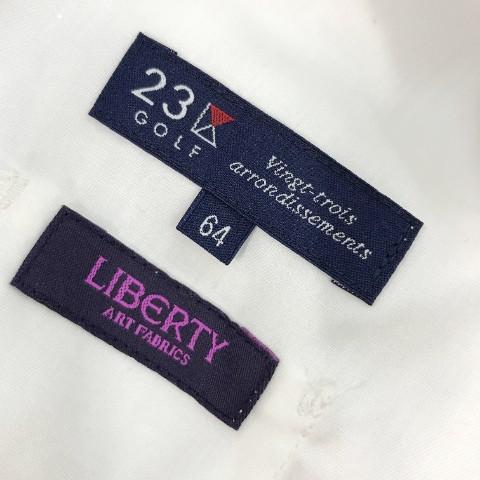 23
GOLF
Vingt-trois
arrondissements
64
LIBERTY
ART FABRICS